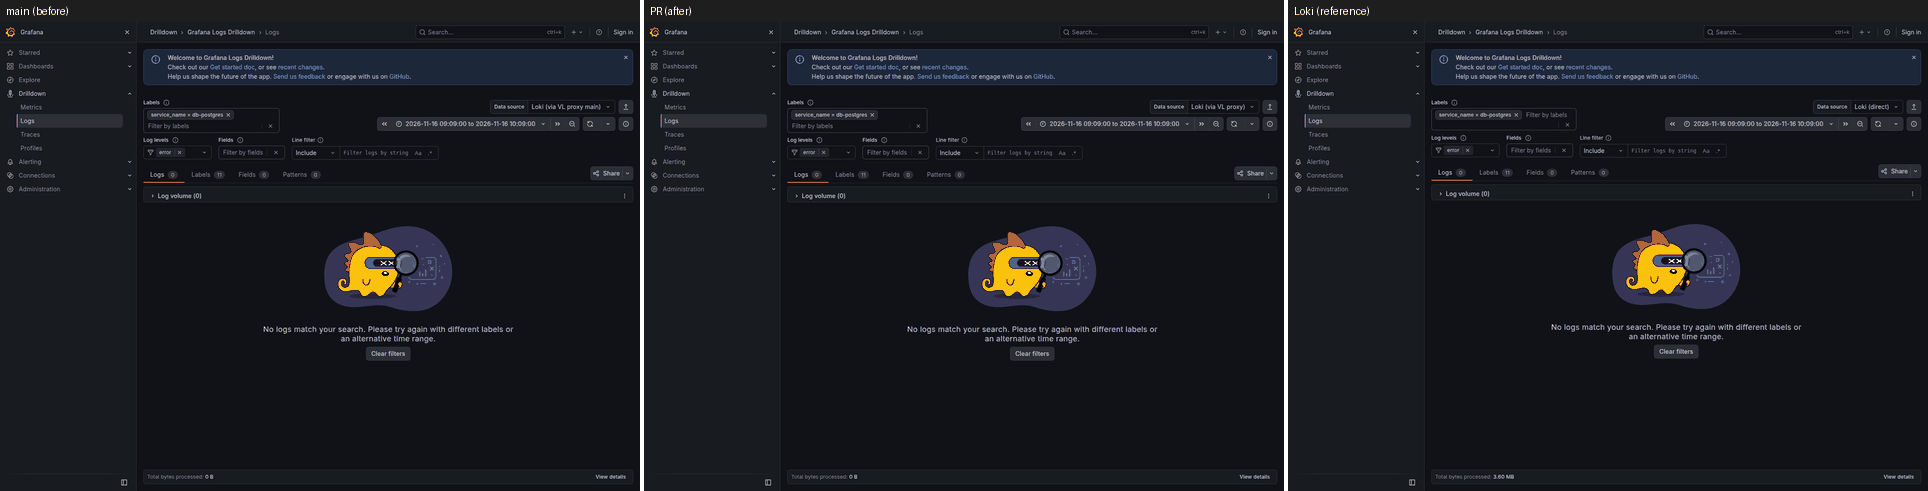 main (before)
Grafana
Drilldown › Grafana Logs Drilldown › Logs
Search...
ctrl+k
Sign in
Starred
Dashboards
Explore
Drilldown
Metrics
Logs
Traces
Profiles
Alerting
Connections
Administration
Welcome to Grafana Logs Drilldown!
Check out our Get started doc, or see recent changes.
Help us shape the future of the app. Send us feedback or engage with us on GitHub.
Labels
service_name = db-postgres
Filter by labels
Data source Loki (via VL proxy main)
2026-11-16 09:09:00 to 2026-11-16 10:09:00
Log levels
error
Fields
Filter by fields
Line filter
Include
Filter logs by string
Aa .*
Logs 0 Labels 11 Fields 0 Patterns 0
Share
Log volume (0)
No logs match your search. Please try again with different labels or
an alternative time range.
Clear filters
Total bytes processed: 0 B
View details
PR (after)
Grafana
Drilldown › Grafana Logs Drilldown › Logs
Search...
ctrl+k
Sign in
Starred
Dashboards
Explore
Drilldown
Metrics
Logs
Traces
Profiles
Alerting
Connections
Administration
Welcome to Grafana Logs Drilldown!
Check out our Get started doc, or see recent changes.
Help us shape the future of the app. Send us feedback or engage with us on GitHub.
Labels
service_name = db-postgres
Filter by labels
Data source Loki (via VL proxy)
2026-11-16 09:09:00 to 2026-11-16 10:09:00
Log levels
error
Fields
Filter by fields
Line filter
Include
Filter logs by string
Aa .*
Logs 0 Labels 11 Fields 0 Patterns 0
Share
Log volume (0)
No logs match your search. Please try again with different labels or
an alternative time range.
Clear filters
Total bytes processed: 0 B
View details
Loki (reference)
Grafana
Drilldown › Grafana Logs Drilldown › Logs
Search...
ctrl+k
Sign in
Starred
Dashboards
Explore
Drilldown
Metrics
Logs
Traces
Profiles
Alerting
Connections
Administration
Welcome to Grafana Logs Drilldown!
Check out our Get started doc, or see recent changes.
Help us shape the future of the app. Send us feedback or engage with us on GitHub.
Labels
service_name = db-postgres
Filter by labels
Data source Loki (direct)
2026-11-16 09:09:00 to 2026-11-16 10:09:00
Log levels
error
Fields
Filter by fields
Line filter
Include
Filter logs by string
Aa .*
Logs 0 Labels 11 Fields 0 Patterns 0
Share
Log volume (0)
No logs match your search. Please try again with different labels or
an alternative time range.
Clear filters
Total bytes processed: 3.60 MB
View details